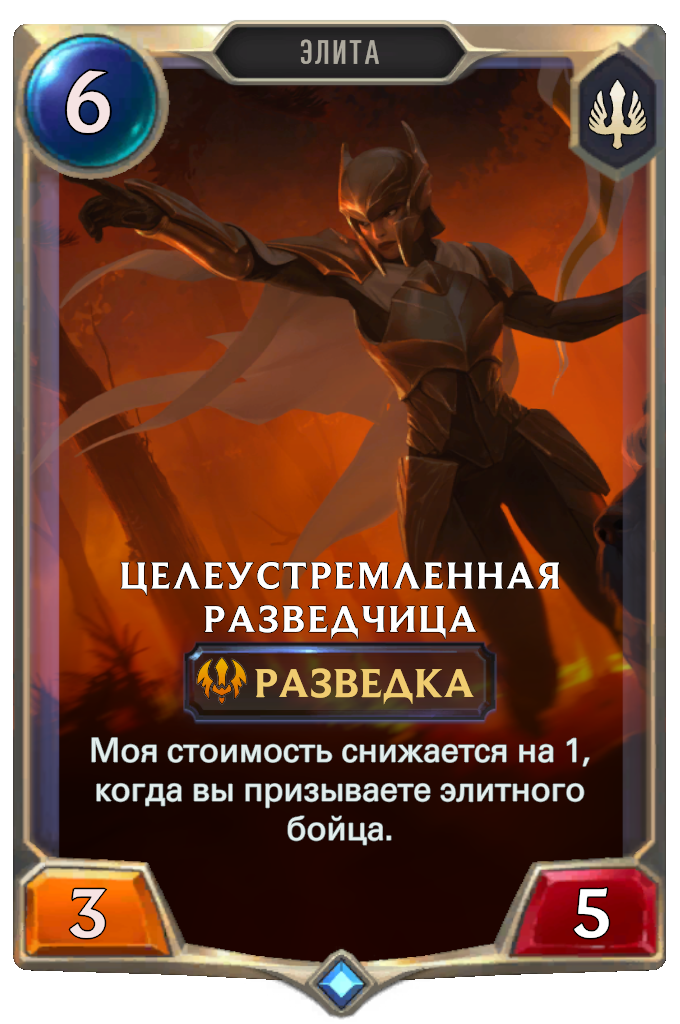 ЭЛИТА
6
ЦЕЛЕУСТРЕМЛЕННАЯ
РАЗВЕДЧИЦА
РАЗВЕДКА
Моя стоимость снижается на 1,
когда вы призываете элитного
бойца.
3
5